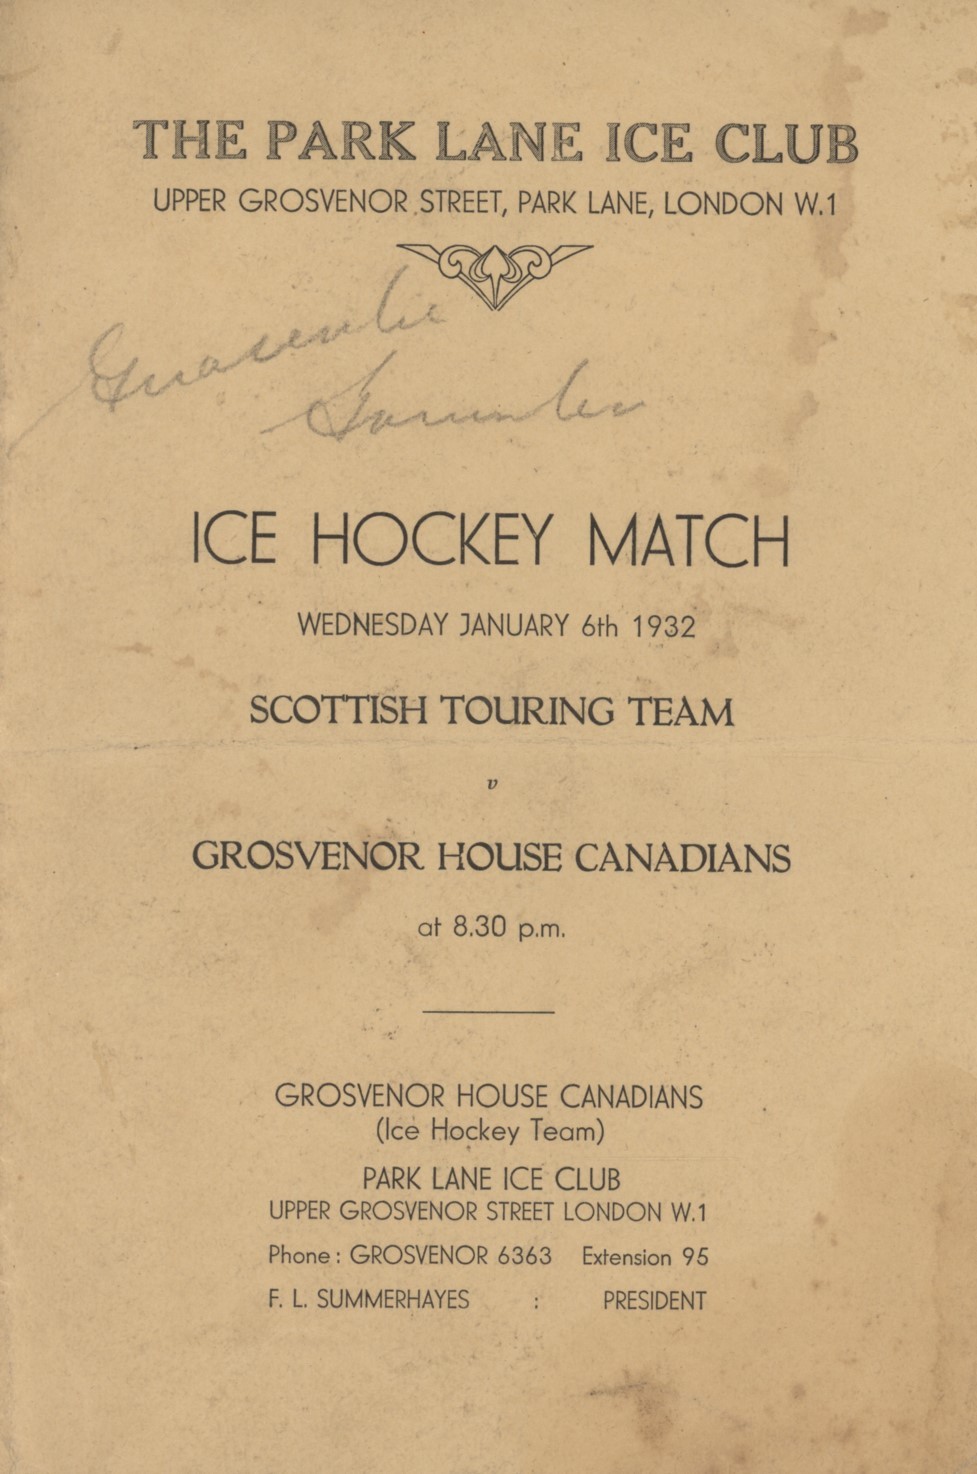 THE PARK LANE ICE CLUB
UPPER GROSVENOR STREET, PARK LANE, LONDON W.1
ICE HOCKEY MATCH
WEDNESDAY JANUARY 6th 1932
SCOTTISH TOURING TEAM
v
GROSVENOR HOUSE CANADIANS
at 8.30 p.m.
GROSVENOR HOUSE CANADIANS
(Ice Hockey Team)
PARK LANE ICE CLUB
UPPER GROSVENOR STREET LONDON W.1
Phone: GROSVENOR 6363 Extension 95
F. L. SUMMERHAYES : PRESIDENT